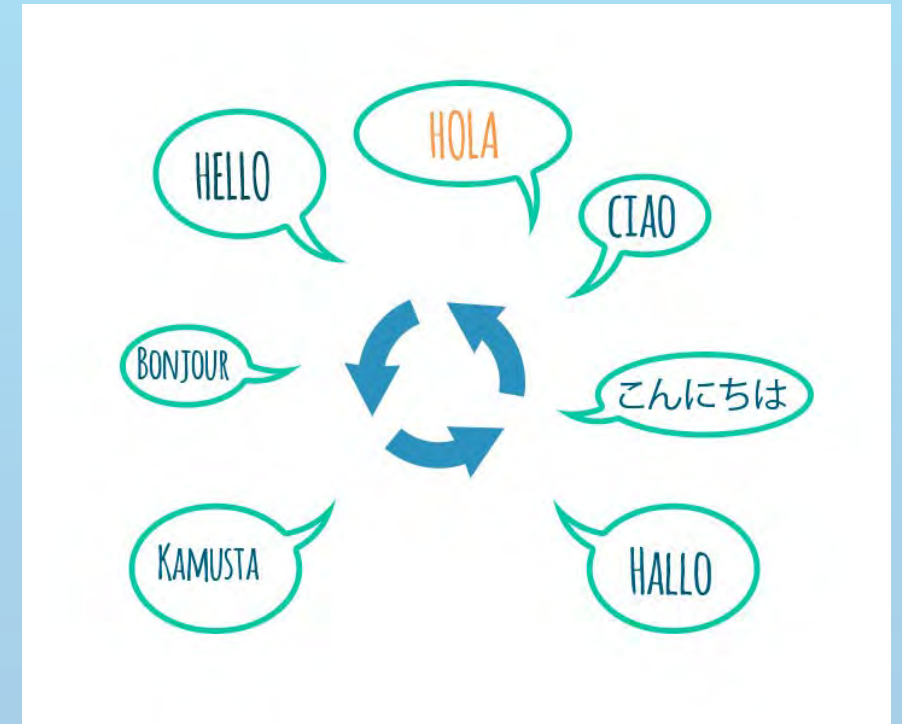 HOLA
HELLO
CIAO
BONJOUR
こんにちは
KAMUSTA
HALLO